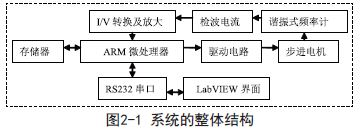 I/V 转换及放大 检波电流 谐振式频率计
存储器 ARM 微处理器 驱动电路 步进电机
RS232 串口 LabVIEW 界面
图2-1 系统的整体结构